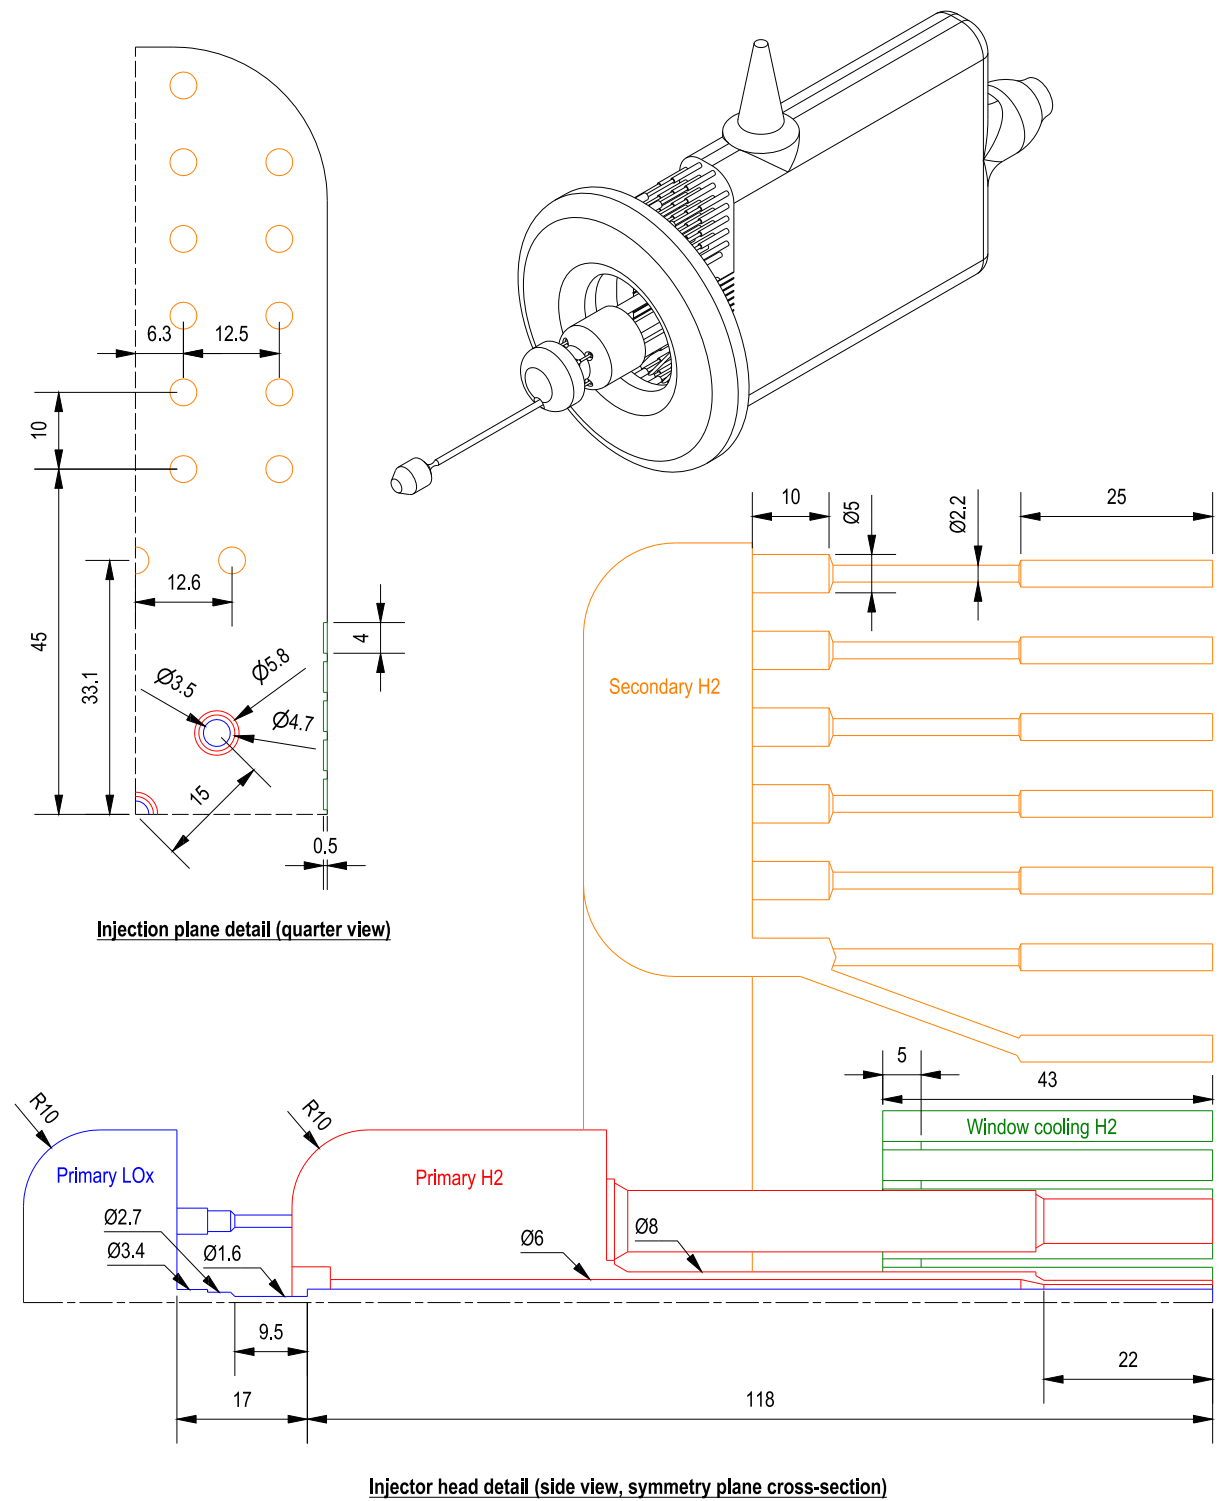 6.3
12.5
10
12.6
45
33.1
4
Ø3.5
Ø5.8
Ø4.7
15
0.5
Injection plane detail (quarter view)
10
Ø5
Ø2.2
25
Secondary H2
5
43
Window cooling H2
R10
R10
Primary LOx
Primary H2
Ø2.7
Ø3.4
Ø1.6
Ø6
Ø8
9.5
22
17
118
Injector head detail (side view, symmetry plane cross-section)